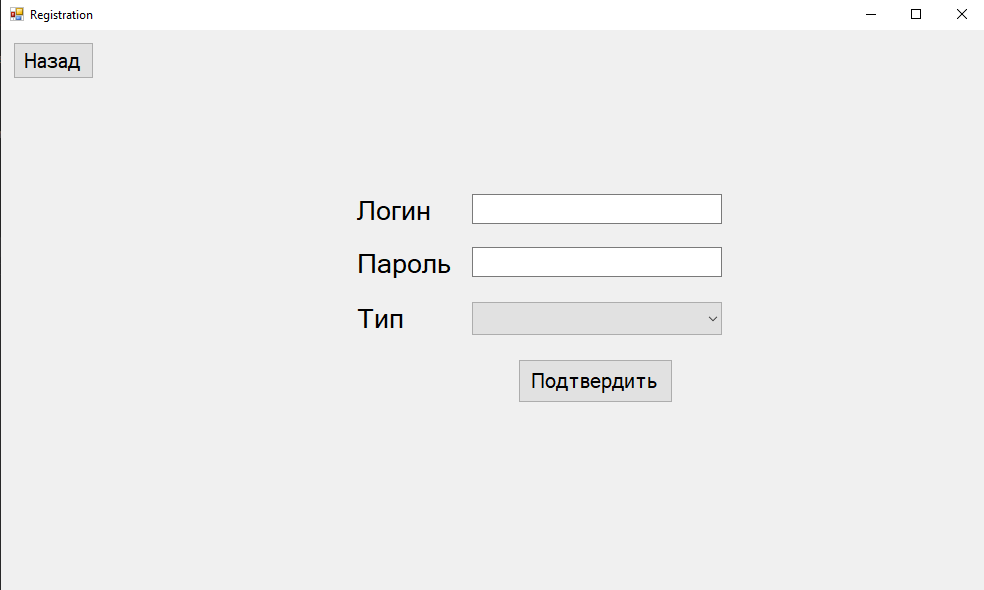 Registration
Назад
Логин
Пароль
Тип
Подтвердить